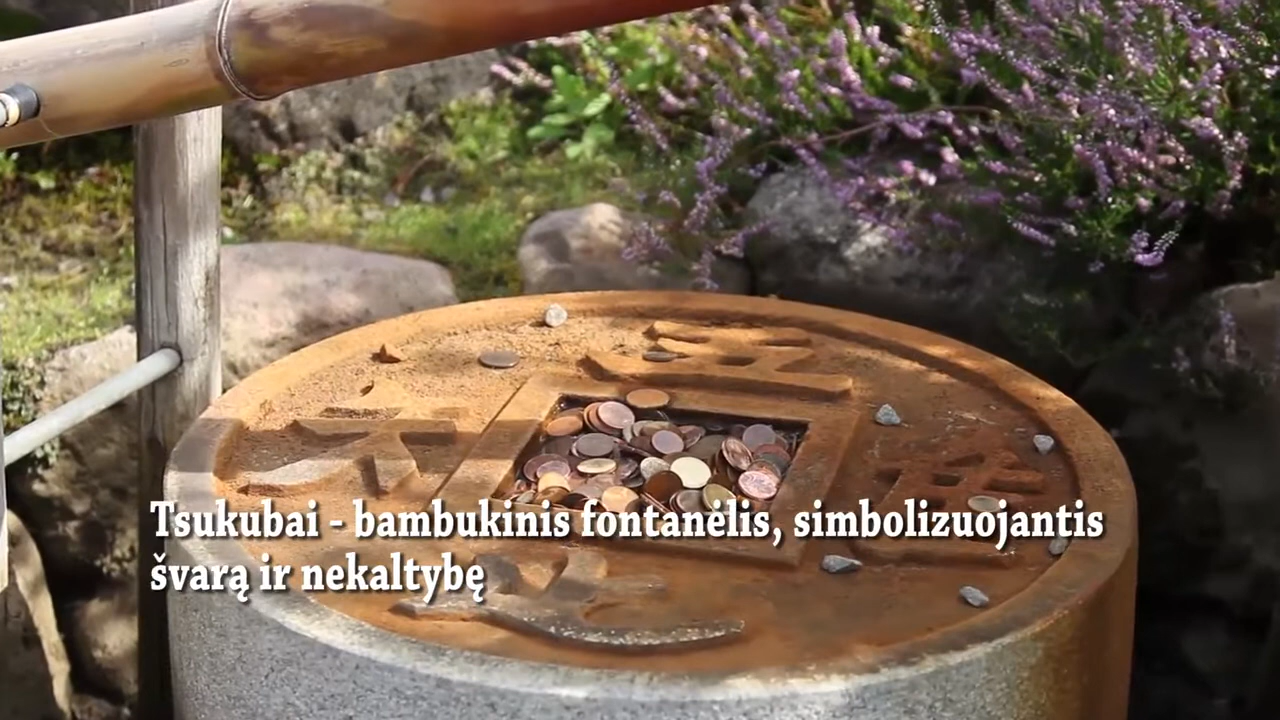 Tsukubai - bambukinis fontanėlis, simbolizuojantis
švarą ir nekaltybę